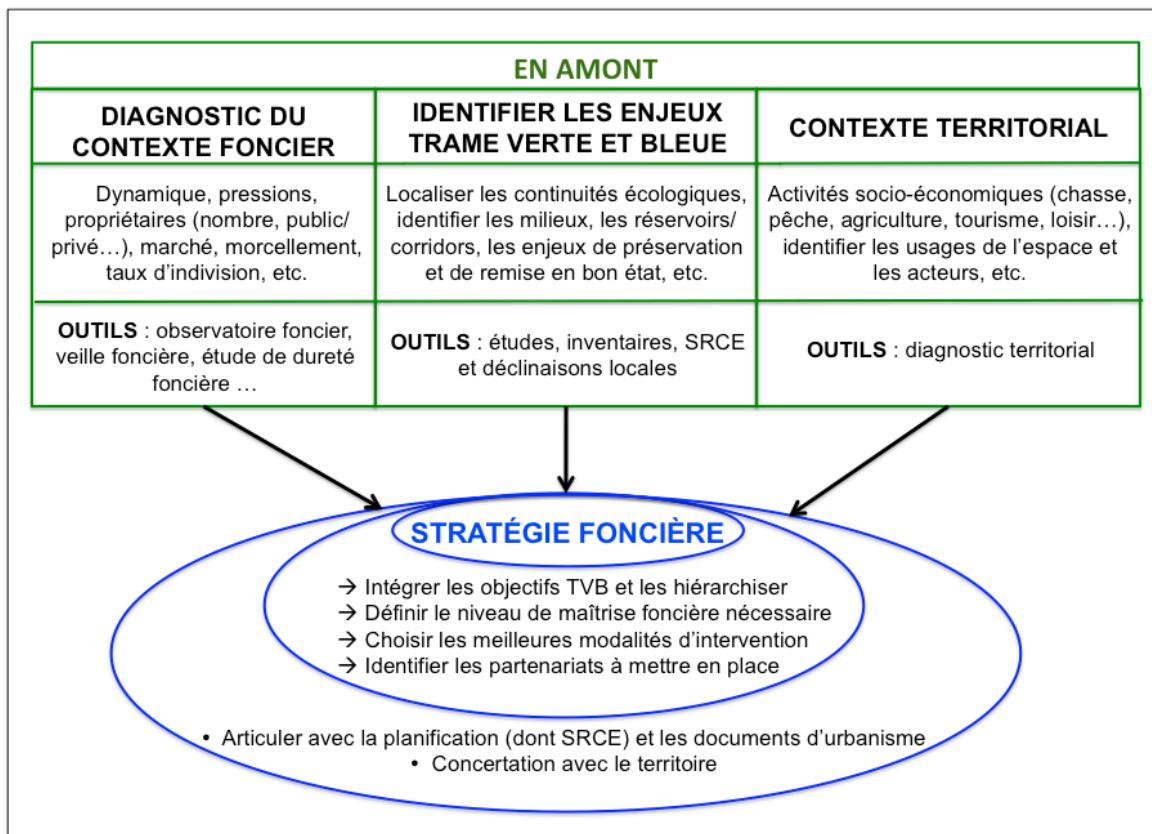 EN AMONT
DIAGNOSTIC DU
CONTEXTE FONCIER
Dynamique, pressions,
propriétaires (nombre, public/
privé…), marché, morcellement,
taux d’indivision, etc.
OUTILS : observatoire foncier,
veille foncière, étude de dureté
foncière …
IDENTIFIER LES ENJEUX
TRAME VERTE ET BLEUE
Localiser les continuités écologiques,
identifier les milieux, les réservoirs/
corridors, les enjeux de préservation
et de remise en bon état, etc.
OUTILS : études, inventaires, SRCE
et déclinaisons locales
CONTEXTE TERRITORIAL
Activités socio-économiques (chasse,
pêche, agriculture, tourisme, loisir…),
identifier les usages de l’espace et
les acteurs, etc.
OUTILS : diagnostic territorial
STRATÉGIE FONCIÈRE
→ Intégrer les objectifs TVB et les hiérarchiser
→ Définir le niveau de maîtrise foncière nécessaire
→ Choisir les meilleures modalités d’intervention
→ Identifier les partenariats à mettre en place
• Articuler avec la planification (dont SRCE) et les documents d’urbanisme
• Concertation avec le territoire